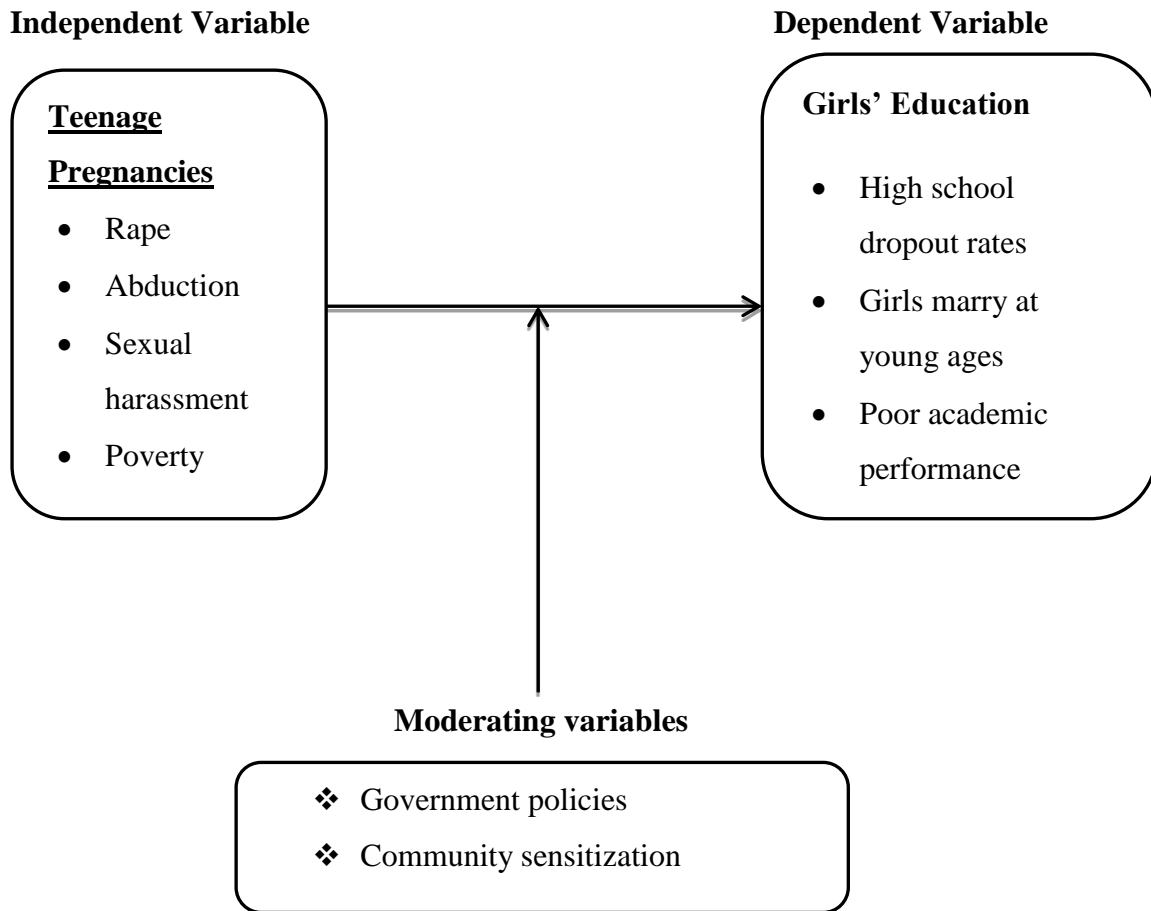 Independent Variable
Dependent Variable
Teenage
Pregnancies
• Rape
• Abduction
• Sexual
harassment
• Poverty
Girls’ Education
• High school
dropout rates
• Girls marry at
young ages
• Poor academic
performance
Moderating variables
❖ Government policies
❖ Community sensitization